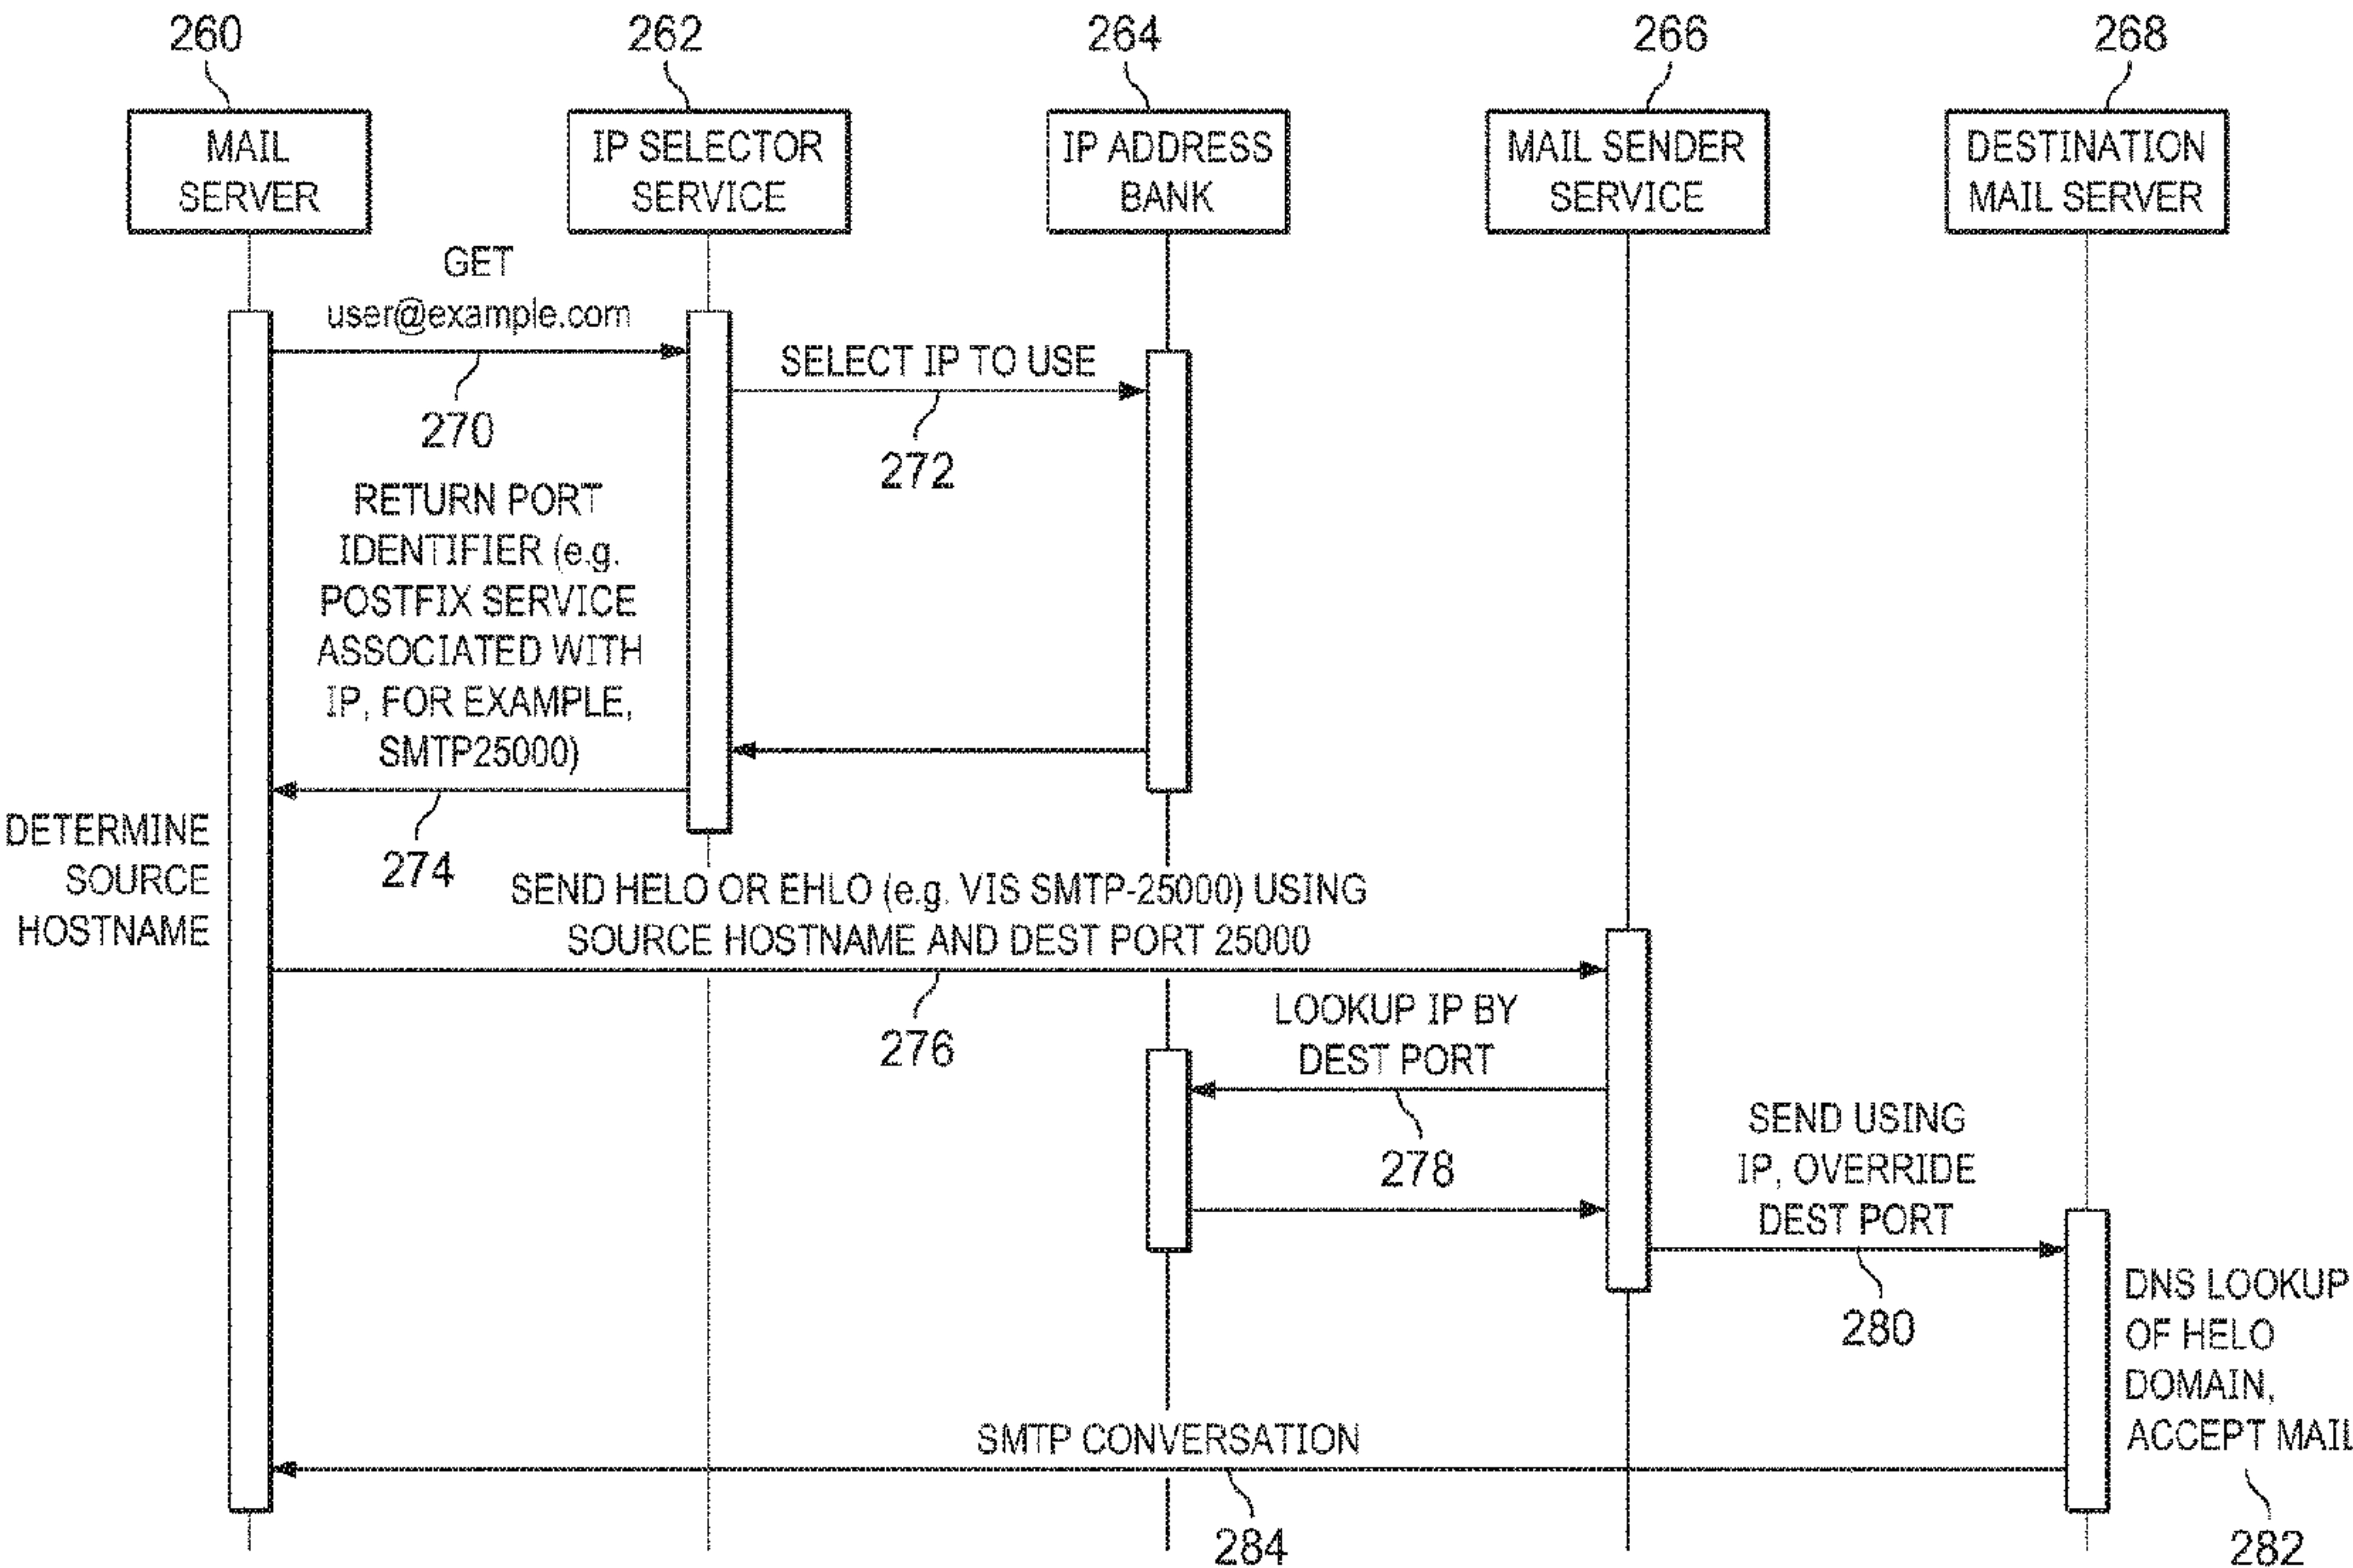 260
262
264
266
268
MAIL
SERVER
IP SELECTOR
SERVICE
IP ADDRESS
BANK
MAIL SENDER
SERVICE
DESTINATION
MAIL SERVER
GET
user@example.com
270
SELECT IP TO USE
272
RETURN PORT
IDENTIFIER (e.g.
POSTFIX SERVICE
ASSOCIATED WITH
IP, FOR EXAMPLE,
SMTP25000)
274
DETERMINE
SOURCE
HOSTNAME
SEND HELO OR EHLO (e.g. VIS SMTP-25000) USING
SOURCE HOSTNAME AND DEST PORT 25000
276
LOOKUP IP BY
DEST PORT
278
SEND USING
IP, OVERRIDE
DEST PORT
280
DNS LOOKUP
OF HELO
DOMAIN,
ACCEPT MAIL
282
SMTP CONVERSATION
284